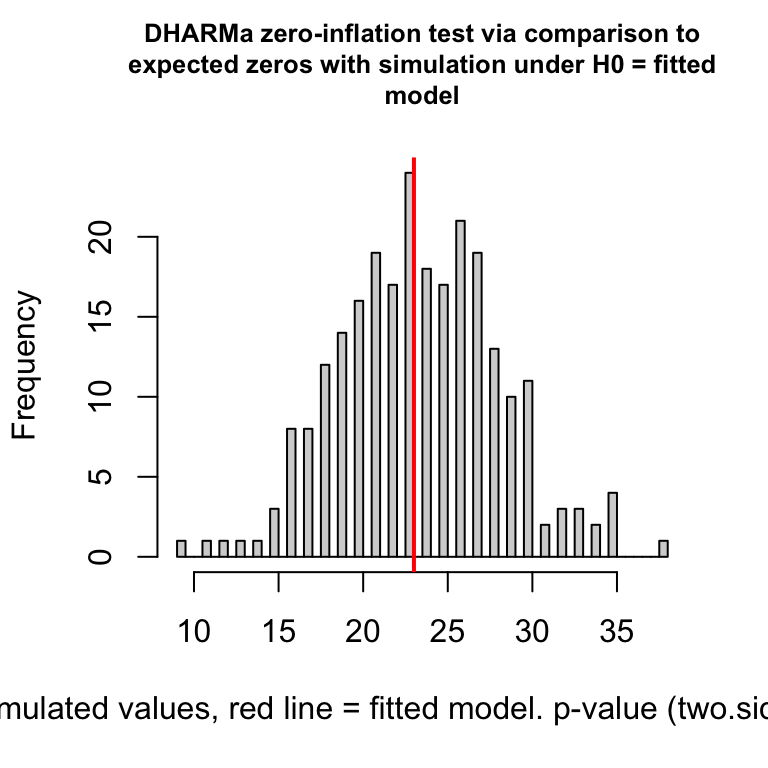 DHARMa zero-inflation test via comparison to
expected zeros with simulation under H0 = fitted
model
Frequency
20
15
10
5
0
10 15 20 25 30 35
mulated values, red line = fitted model. p-value (two.sid